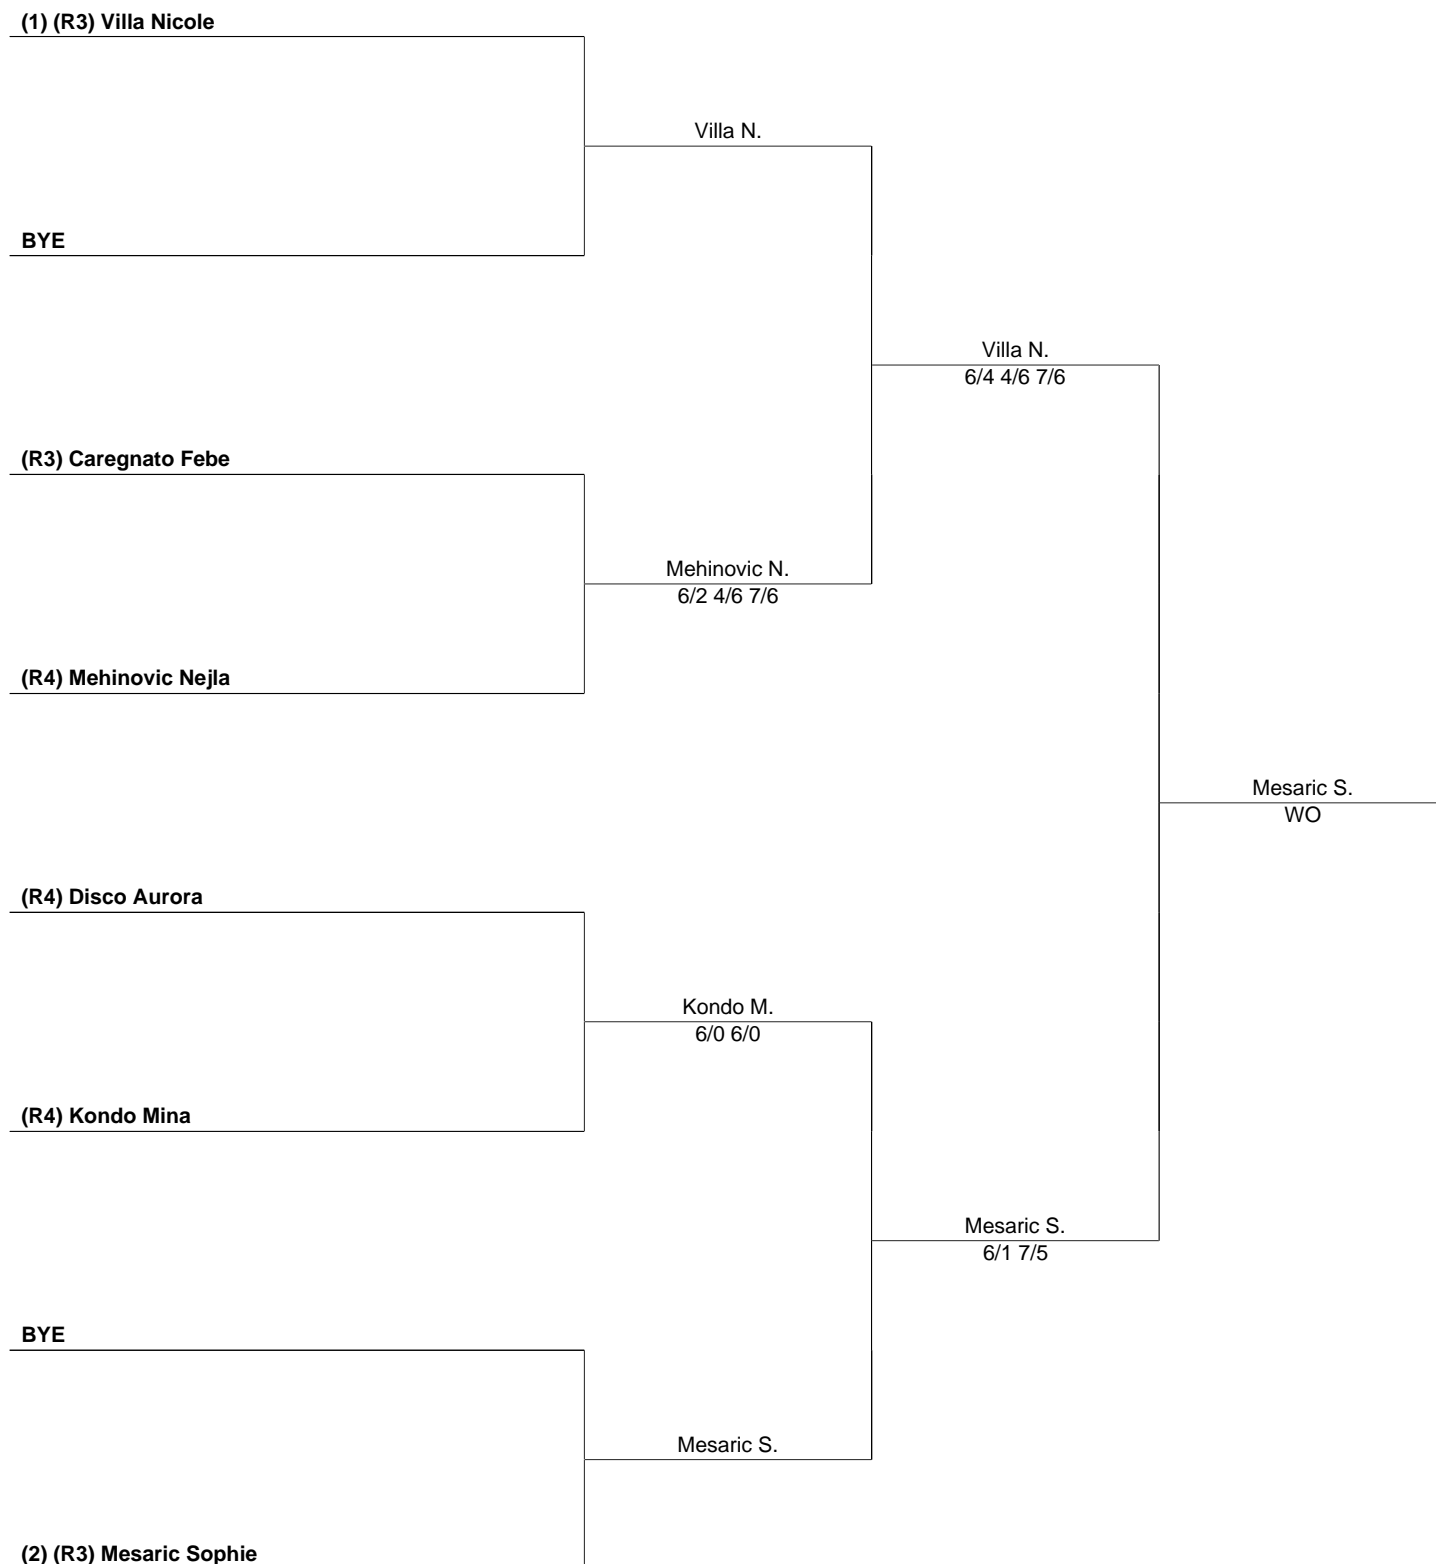 (1) (R3) Villa Nicole
Villa N.
BYE
Villa N.
6/4 4/6 7/6
(R3) Caregnato Febe
Mehinovic N.
6/2 4/6 7/6
(R4) Mehinovic Nejla
Mesaric S.
WO
(R4) Disco Aurora
Kondo M.
6/0 6/0
(R4) Kondo Mina
Mesaric S.
6/1 7/5
BYE
Mesaric S.
(2) (R3) Mesaric Sophie